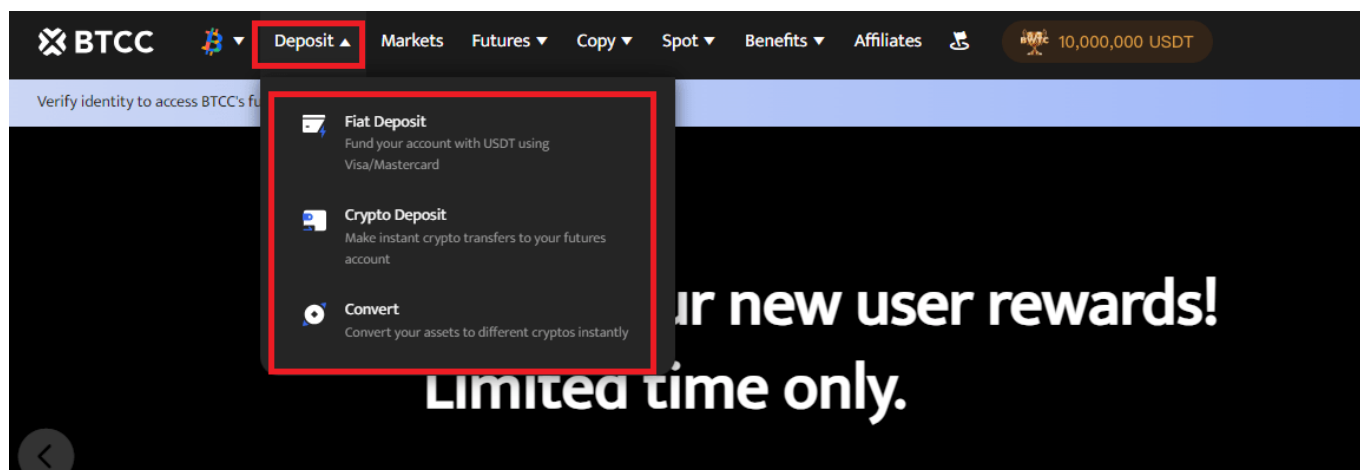 BTCC Deposit Markets Futures Copy Spot Benefits Affiliates 10,000,000 USDT
Verify identity to access BTCC's
Fiat Deposit
Fund your account with USDT using
Visa/Mastercard
Crypto Deposit
Make instant crypto transfers to your futures
account
Convert
Convert your assets to different cryptos instantly
new user rewards!
Limited time only.